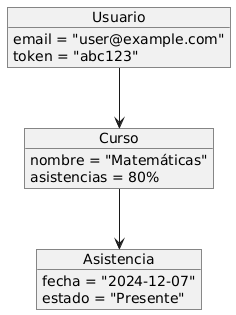 Usuario
email = "user@example.com"
token = "abc123"
Curso
nombre = "Matemáticas"
asistencias = 80%
Asistencia
fecha = "2024-12-07"
estado = "Presente"